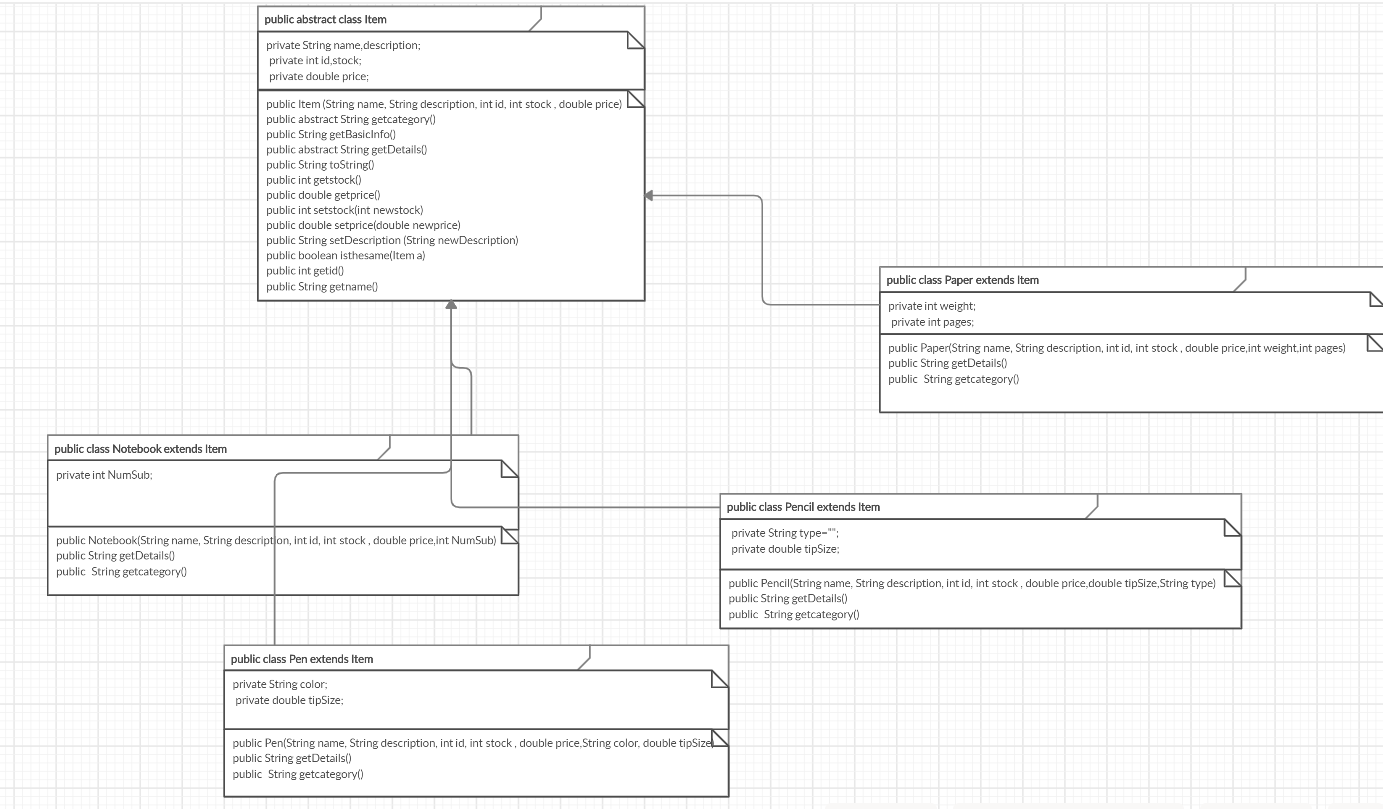 public abstract class Item
private String name,description;
private int id,stock;
private double price;
public Item (String name, String description, int id, int stock , double price)
public abstract String getcategory()
public String getBasicInfo()
public abstract String getDetails()
public String toString()
public int getstock()
public double getprice()
public int setstock(int newstock)
public double setprice(double newprice)
public String setDescription (String newDescription)
public boolean isthesame(Item a)
public int getid()
public String getname()
public class Paper extends Item
private int weight;
private int pages;
public Paper(String name, String description, int id, int stock , double price,int weight,int pages)
public String getDetails()
public  String getcategory()
public class Notebook extends Item
private int NumSub;
public Notebook(String name, String description, int id, int stock , double price,int NumSub)
public String getDetails()
public  String getcategory()
public class Pencil extends Item
private String type="";
private double tipSize;
public Pencil(String name, String description, int id, int stock , double price,double tipSize,String type)
public String getDetails()
public  String getcategory()
public class Pen extends Item
private String color;
private double tipSize;
public Pen(String name, String description, int id, int stock , double price,String color, double tipSize
public String getDetails()
public  String getcategory()